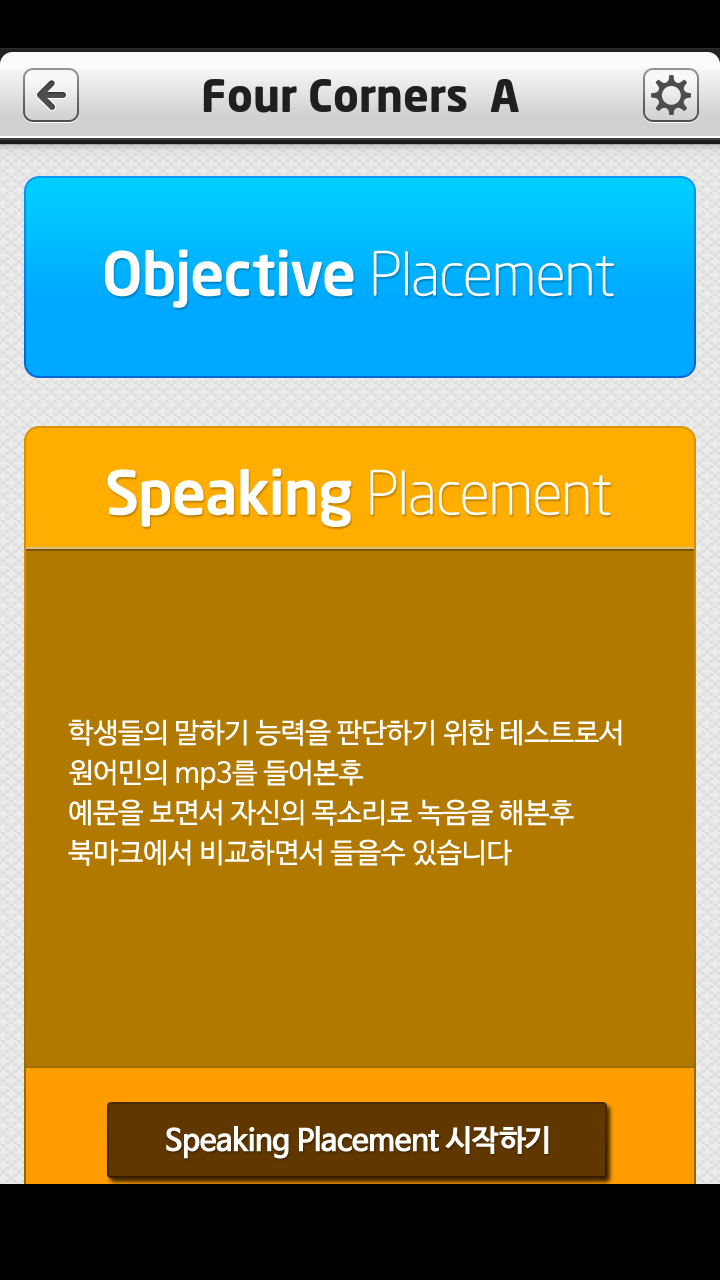 Four Corners A
Objective Placement
Speaking Placement
학생들의 말하기 능력을 판단하기 위한 테스트로서
원어민의 mp3를 들어본후
예문을 보면서 자신의 목소리로 녹음을 해본후
북마크에서 비교하면서 들을수 있습니다
Speaking Placement 시작하기